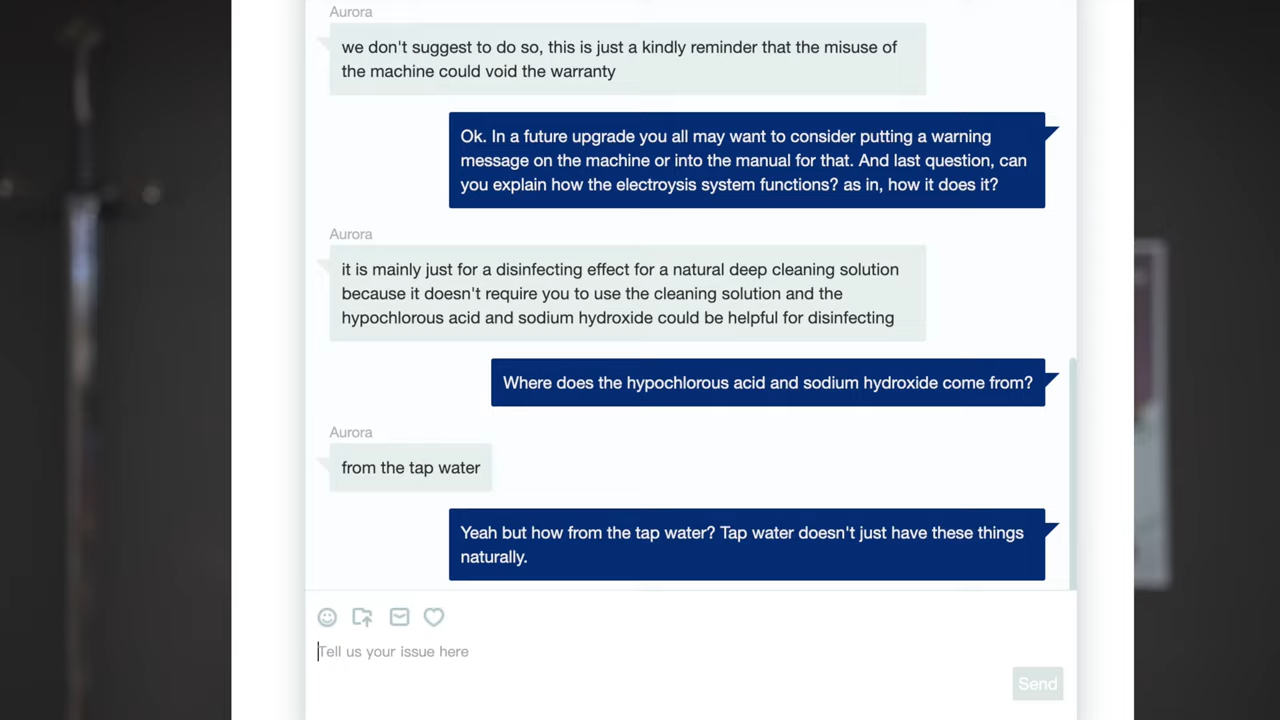 Aurora
we don't suggest to do so, this is just a kindly reminder that the misuse of
the machine could void the warranty
Ok. In a future upgrade you all may want to consider putting a warning
message on the machine or into the manual for that. And last question, can
you explain how the electroysis system functions? as in, how it does it?
Aurora
it is mainly just for a disinfecting effect for a natural deep cleaning solution
because it doesn't require you to use the cleaning solution and the
hypochlorous acid and sodium hydroxide could be helpful for disinfecting
Where does the hypochlorous acid and sodium hydroxide come from?
Aurora
from the tap water
Yeah but how from the tap water? Tap water doesn't just have these things
naturally.
Tell us your issue here
Send